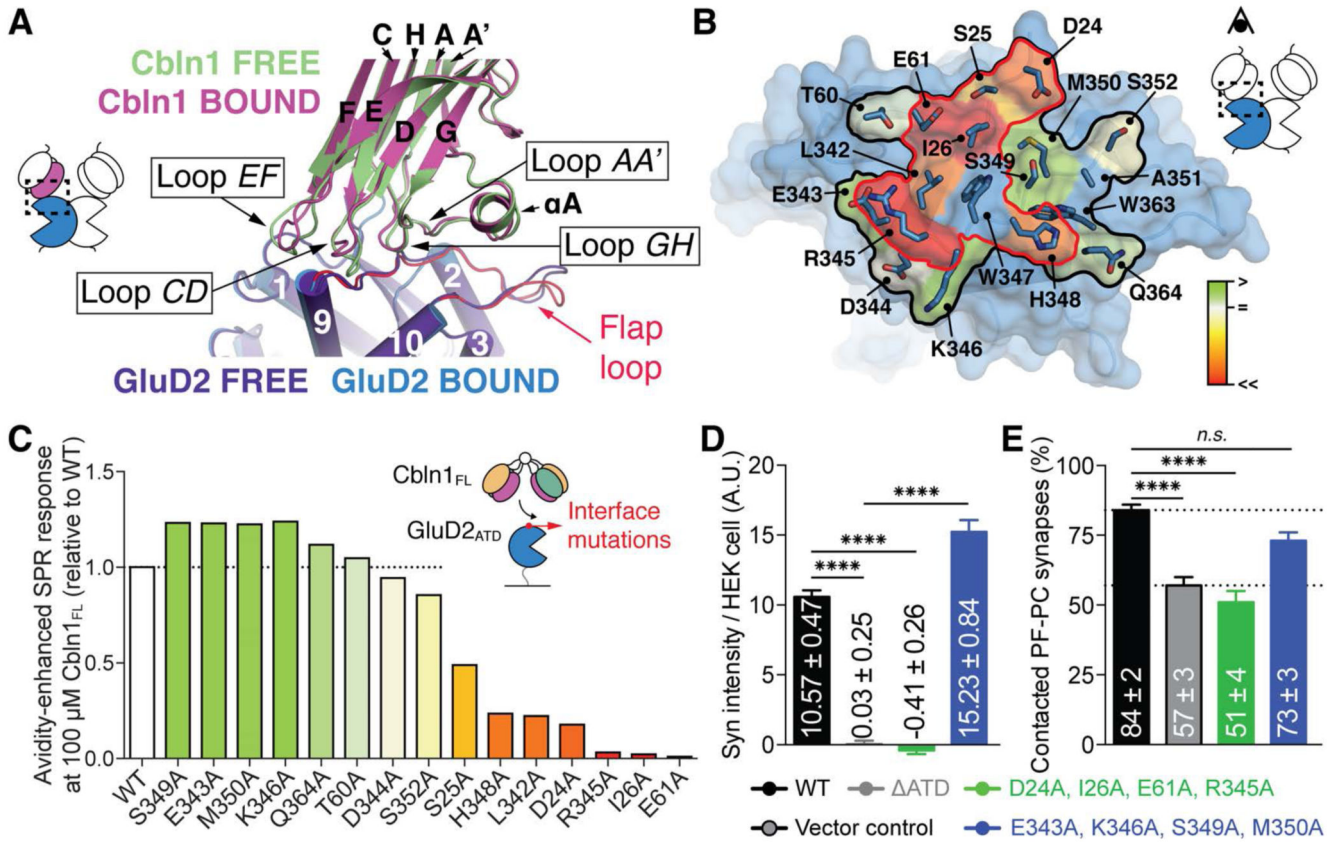 A
C H A A’
Cbln1 FREE
Cbln1 BOUND
F E
D G
Loop EF
Loop AA’
αA
Loop GH
Loop CD
1
2
9
10
3
Flap
loop
GluD2 FREE GluD2 BOUND
B
S25
D24
E61
M350
S352
T60
I26
L342
S349
E343
A351
W363
R345
W347
D344
H348
Q364
K346
>
=
<<
C
Avidity-enhanced SPR response
at 100 µM Cbln1FL (relative to WT)
1.5
1.0
0.5
0.0
Cbln1FL
GluD2ATD
Interface
mutations
WT
S349A
E343A
M350A
K346A
Q364A
T60A
D344A
S352A
S25A
H348A
L342A
D24A
R345A
I26A
E61A
D
Syn intensity / HEK cell (A.U.)
20
15
10
5
0
****
****
****
10.57 ± 0.47
0.03 ± 0.25
-0.41 ± 0.26
15.23 ± 0.84
E
Contacted PF-PC synapses (%)
100
75
50
25
0
n.s.
****
****
84 ± 2
57 ± 3
51 ± 4
73 ± 3
WT
ΔATD
D24A, I26A, E61A, R345A
Vector control
E343A, K346A, S349A, M350A